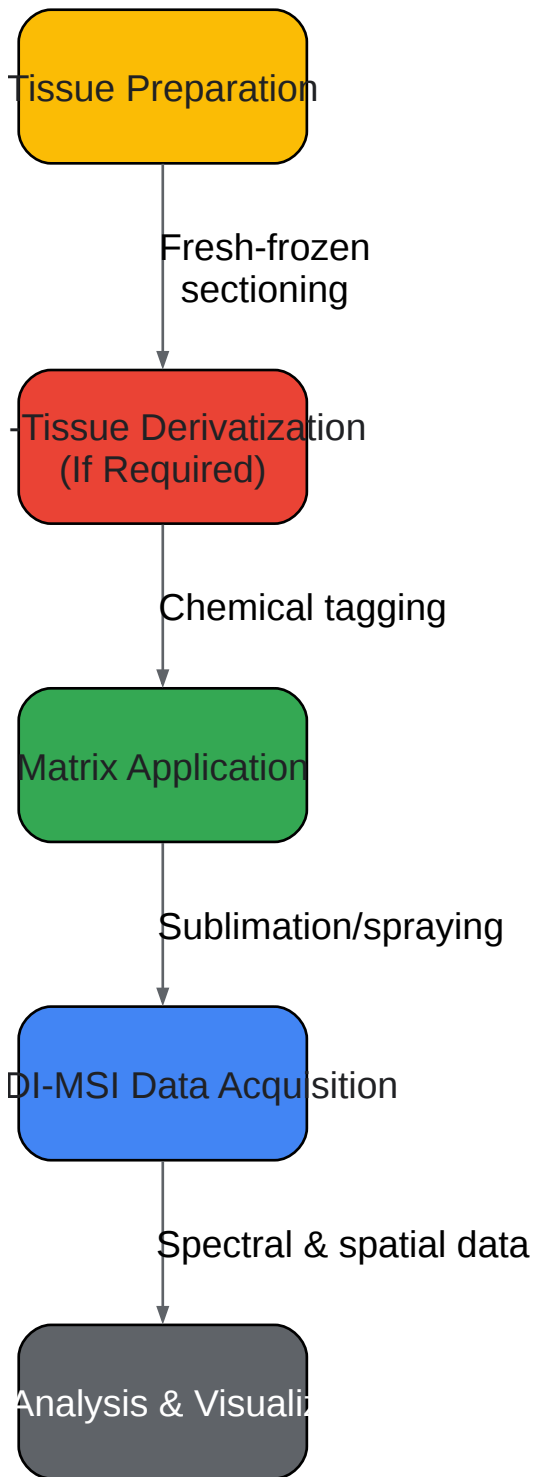 Tissue Preparation
Fresh-frozen
sectioning
-Tissue Derivatization
(If Required)
Chemical tagging
Matrix Application
Sublimation/spraying
DI-MSI Data Acquisition
Spectral & spatial data
Analysis & Visualiz